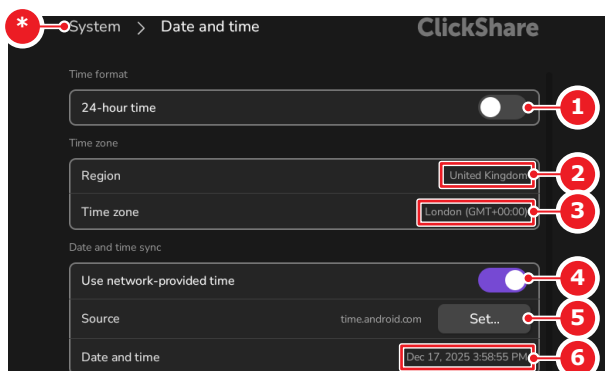 * System > Date and time ClickShare
Time format
24-hour time 1
Time zone
Region United Kingdom 2
Time zone London (GMT+00:00) 3
Date and time sync
Use network-provided time 4
Source time.android.com Set... 5
Date and time Dec 17, 2025 3:58:55 PM 6